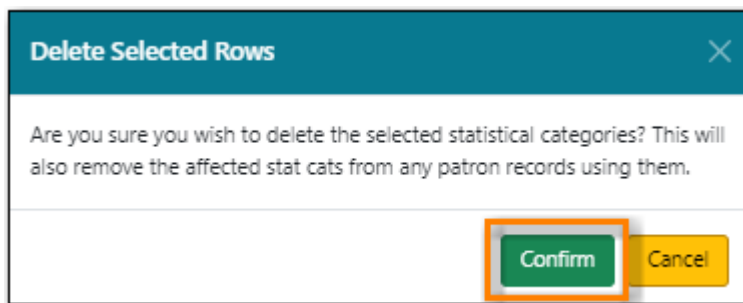 Delete Selected Rows
Are you sure you wish to delete the selected statistical categories? This will
also remove the affected stat cats from any patron records using them.
Confirm Cancel